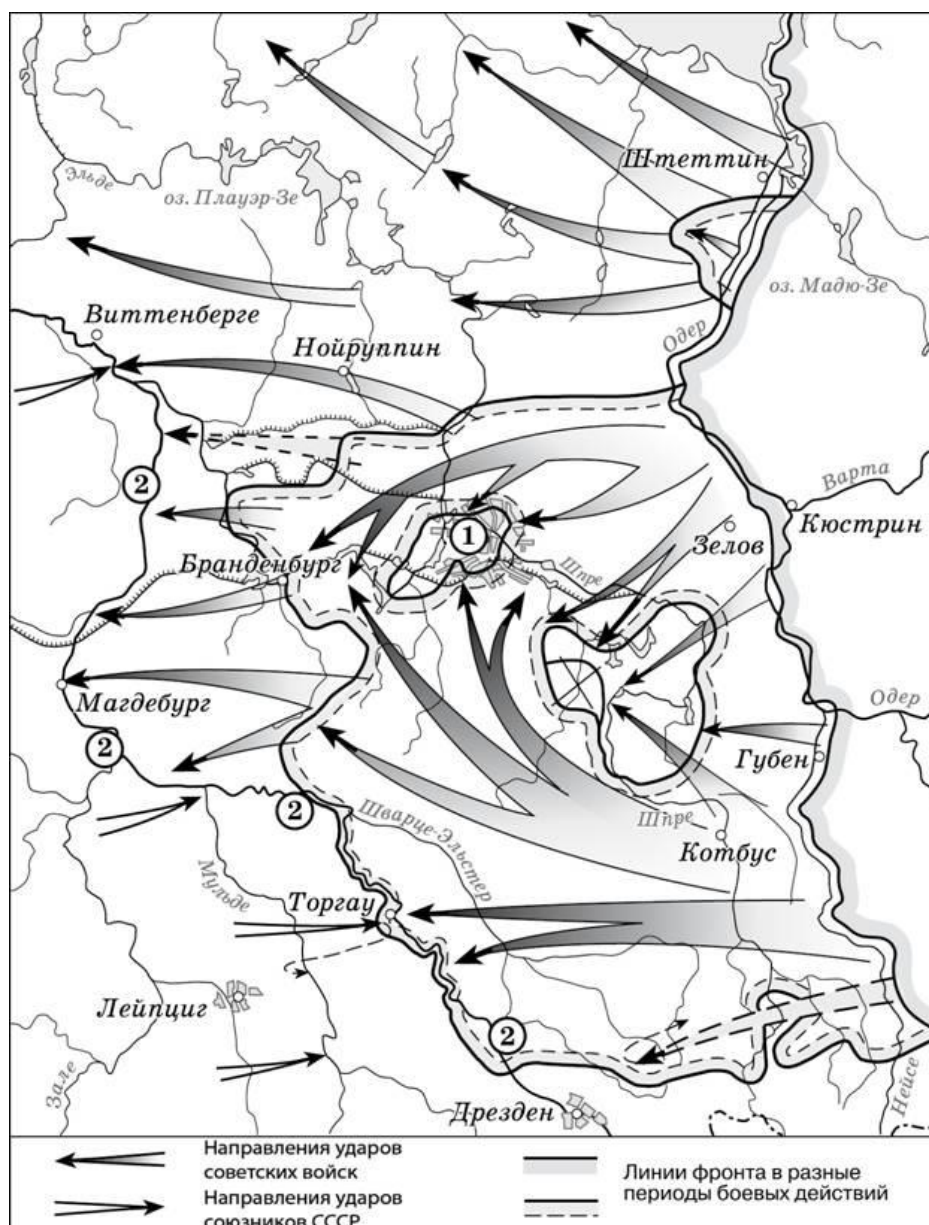 Штеттин
Эльде
оз. Плауэр-Зе
оз. Мадю-Зе
Виттенберге
Одер
Нойруппин
2
Варта
Кюстрин
1
Зелов
Бранденбург
Шпре
Магдебург
Одер
2
Губен
2
Шпре
Шварце-Эльстер
Котбус
Мульде
Торгау
Лейпциг
2
Зале
Дрезден
Нейсе
Направления ударов
советских войск
Направления ударов
союзников СССР
Линии фронта в разные
периоды боевых действий